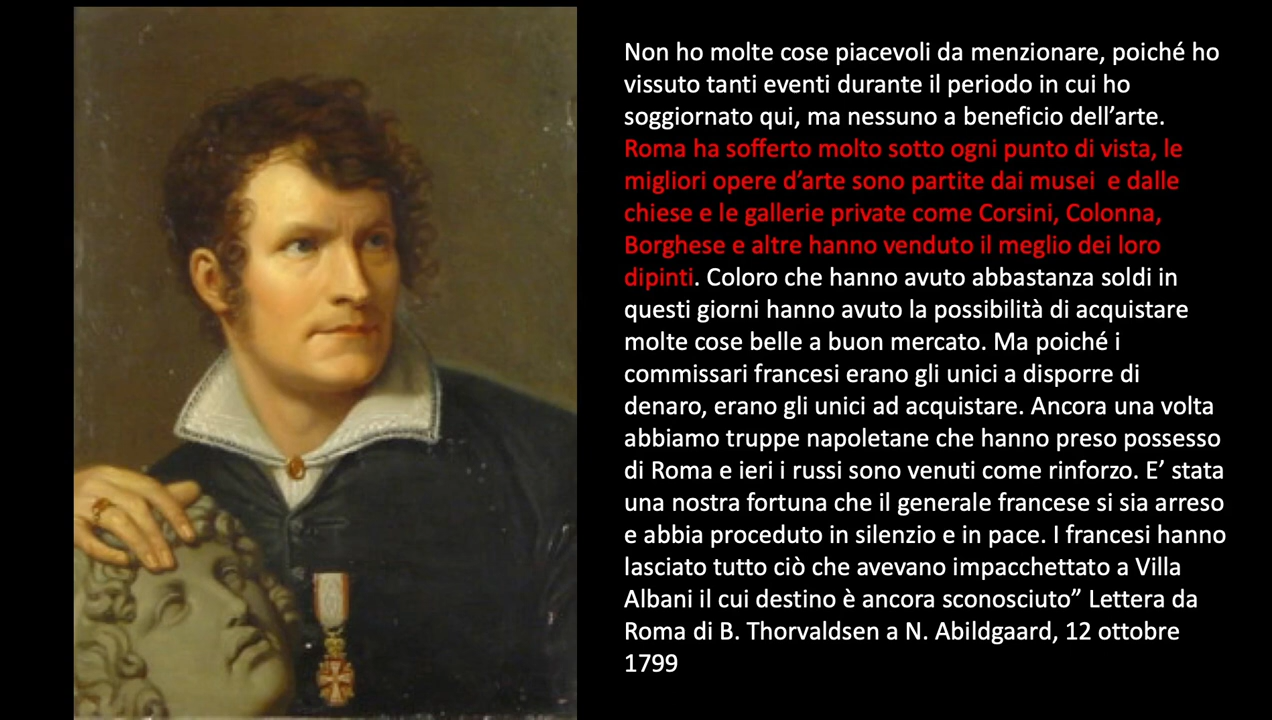 Non ho molte cose piacevoli da menzionare, poiché ho
vissuto tanti eventi durante il periodo in cui ho
soggiornato qui, ma nessuno a beneficio dell’arte.
Roma ha sofferto molto sotto ogni punto di vista, le
migliori opere d’arte sono partite dai musei  e dalle
chiese e le gallerie private come Corsini, Colonna,
Borghese e altre hanno venduto il meglio dei loro
dipinti. Coloro che hanno avuto abbastanza soldi in
questi giorni hanno avuto la possibilità di acquistare
molte cose belle a buon mercato. Ma poiché i
commissari francesi erano gli unici a disporre di
denaro, erano gli unici ad acquistare. Ancora una volta
abbiamo truppe napoletane che hanno preso possesso
di Roma e ieri i russi sono venuti come rinforzo. E’ stata
una nostra fortuna che il generale francese si sia arreso
e abbia proceduto in silenzio e in pace. I francesi hanno
lasciato tutto ciò che avevano impacchettato a Villa
Albani il cui destino è ancora sconosciuto” Lettera da
Roma di B. Thorvaldsen a N. Abildgaard, 12 ottobre
1799